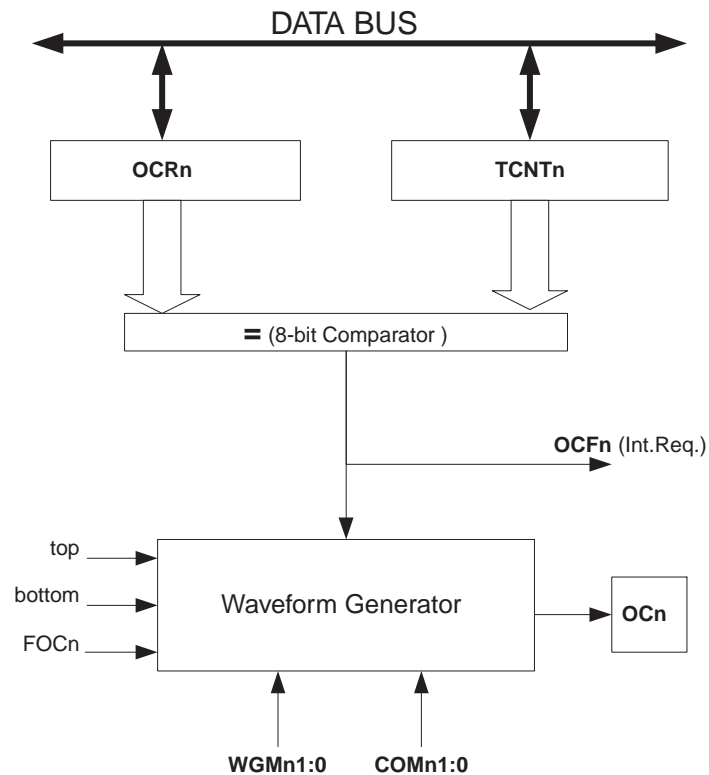 DATA BUS
OCRn
TCNTn
= (8-bit Comparator )
OCFn (Int.Req.)
top
bottom
FOCn
Waveform Generator
OCn
WGMn1:0
COMn1:0